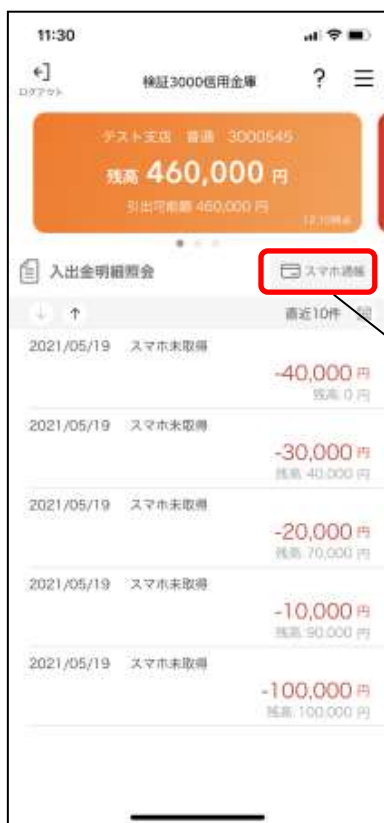 11:30
ログアウト 検証3000信用金庫 ?
テスト支店 普通 3000545
残高 460,000 円
引出可能額 460,000 円
入出金明細照会 スマホ通帳
↓ ↑ 直近10件
2021/05/19 スマホ未取得
-40,000 円
残高 0 円
2021/05/19 スマホ未取得
-30,000 円
残高 40,000 円
2021/05/19 スマホ未取得
-20,000 円
残高 70,000 円
2021/05/19 スマホ未取得
-10,000 円
残高 90,000 円
2021/05/19 スマホ未取得
-100,000 円
残高 100,000 円